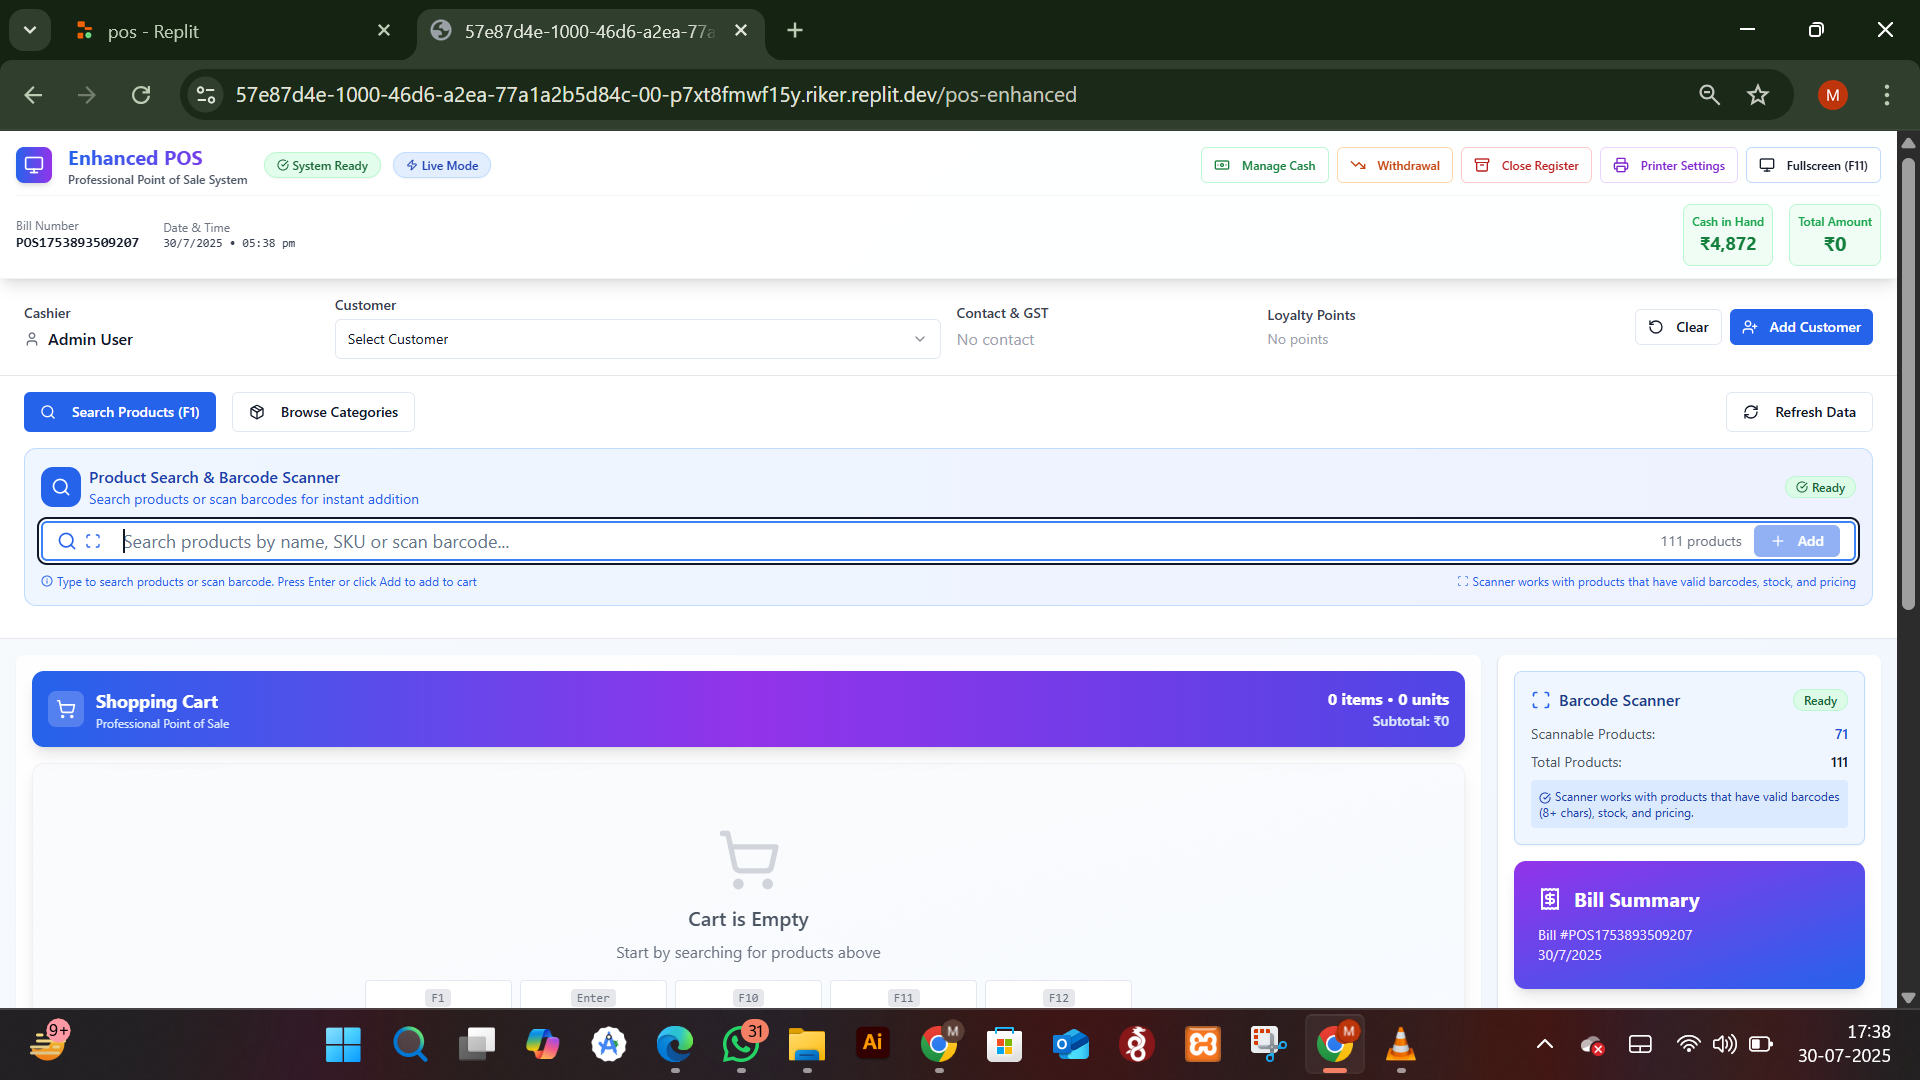 pos - Replit
57e87d4e-1000-46d6-a2ea-77a
57e87d4e-1000-46d6-a2ea-77a1a2b5d84c-00-p7xt8fmwf15y.riker.replit.dev/pos-enhanced
M
Enhanced POS
Professional Point of Sale System
System Ready
Live Mode
Manage Cash
Withdrawal
Close Register
Printer Settings
Fullscreen (F11)
Bill Number
POS1753893509207
Date & Time
30/7/2025 • 05:38 pm
Cash in Hand
₹4,872
Total Amount
₹0
Cashier
Admin User
Customer
Select Customer
Contact & GST
No contact
Loyalty Points
No points
Clear
Add Customer
Search Products (F1)
Browse Categories
Refresh Data
Product Search & Barcode Scanner
Search products or scan barcodes for instant addition
Ready
Search products by name, SKU or scan barcode...
111 products
+ Add
Type to search products or scan barcode. Press Enter or click Add to add to cart
Scanner works with products that have valid barcodes, stock, and pricing
Shopping Cart
Professional Point of Sale
0 items • 0 units
Subtotal: ₹0
Cart is Empty
Start by searching for products above
F1
Enter
F10
F11
F12
Barcode Scanner
Ready
Scannable Products:
71
Total Products:
111
Scanner works with products that have valid barcodes
(8+ chars), stock, and pricing.
Bill Summary
Bill #POS1753893509207
30/7/2025
9+
31
Ai
M
M
17:38
30-07-2025